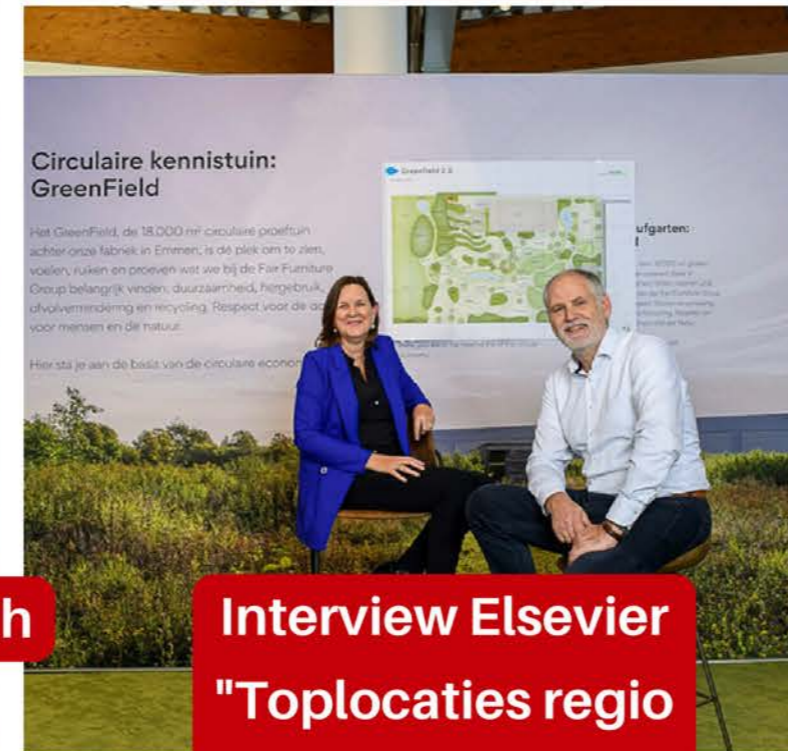 Circulaire kennistuin:
GreenField
Het GreenField, de 18.000 m² circulaire proeftuin
achter onze fabriek in Emmen, is dé plek om te zien,
voelen, ruiken en proeven wat we bij de Fair Furniture
Group belangrijk vinden: duurzaamheid, hergebruik,
afvalvermindering en recycling. Respect voor de
voor mensen en de natuur.
Hier sta je aan de basis van de circulaire econo
GreenField 2.0
ufgarten:
h
Interview Elsevier
"Toplocaties regio